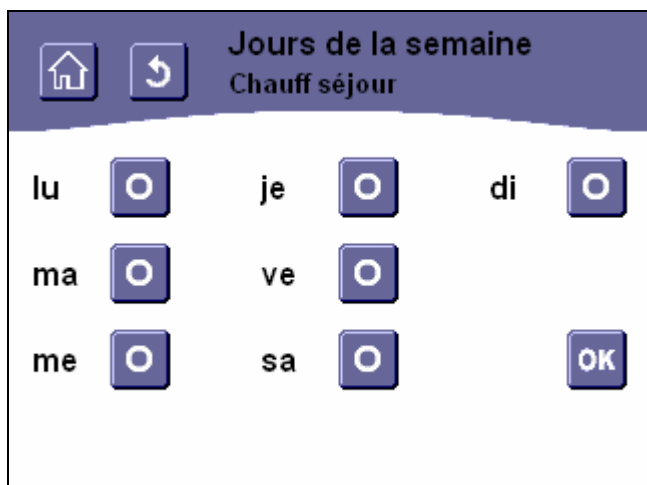 Jours de la semaine
Chauff séjour
lu O je O di O
ma O ve O
me O sa O OK